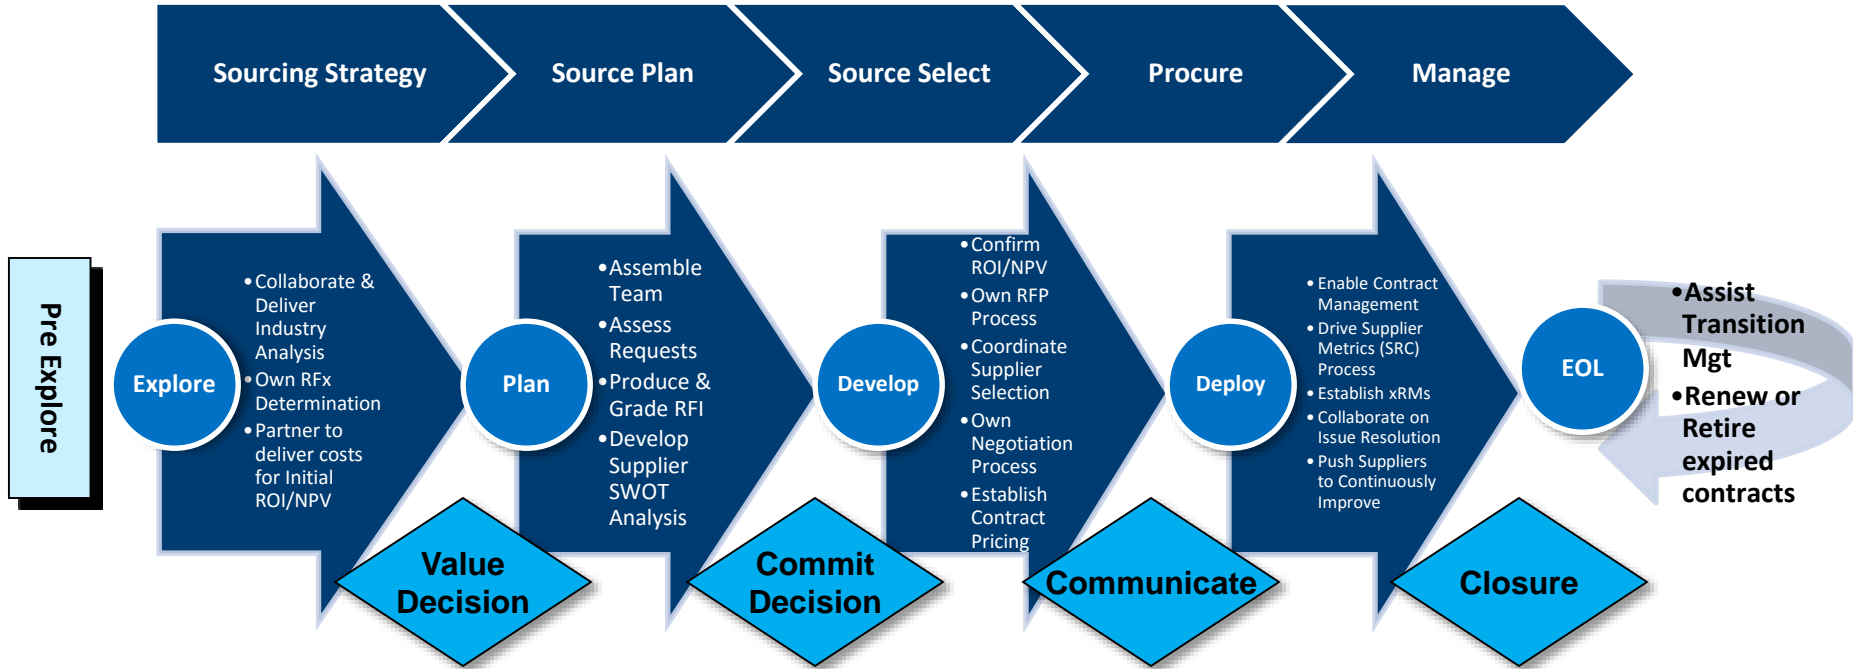 Sourcing Strategy
Source Plan
Source Select
Procure
Manage
Pre Explore
Explore
•Collaborate &
Deliver
Industry
Analysis
•Own RFx
Determination
•Partner to
deliver costs
for Initial
ROI/NPV
Value
Decision
Plan
•Assemble
Team
•Assess
Requests
•Produce &
Grade RFI
•Develop
Supplier
SWOT
Analysis
Commit
Decision
Develop
•Confirm
ROI/NPV
•Own RFP
Process
•Coordinate
Supplier
Selection
•Own
Negotiation
Process
•Establish
Contract
Pricing
Communicate
Deploy
•Enable Contract
Management
•Drive Supplier
Metrics (SRC)
Process
•Establish xRMs
•Collaborate on
Issue Resolution
•Push Suppliers
to Continuously
Improve
Closure
EOL
•Assist
Transition
Mgt
•Renew or
Retire
expired
contracts